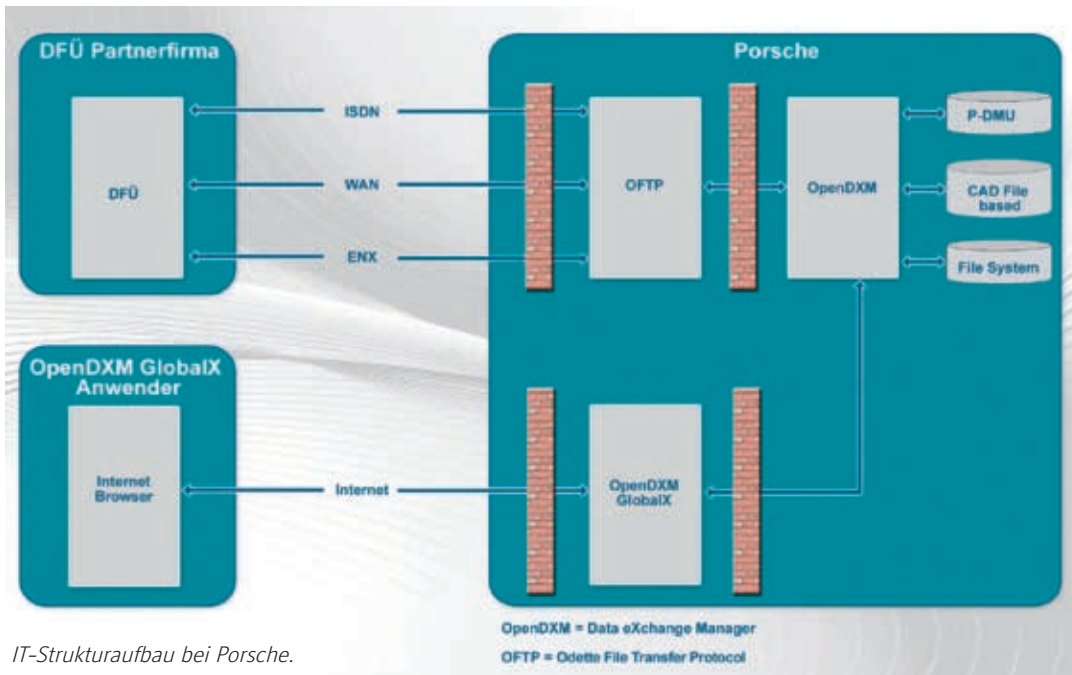 DFÜ Partnerfirma
DFÜ
ISDN
WAN
ENX
Porsche
OFTP
OpenDXM
P-DMU
CAD File
based
File System
OpenDXM GlobalX
Anwender
Internet
Browser
Internet
OpenDXM
GlobalX
OpenDXM = Data eXchange Manager
OFTP = Odette File Transfer Protocol
IT-Strukturaufbau bei Porsche.